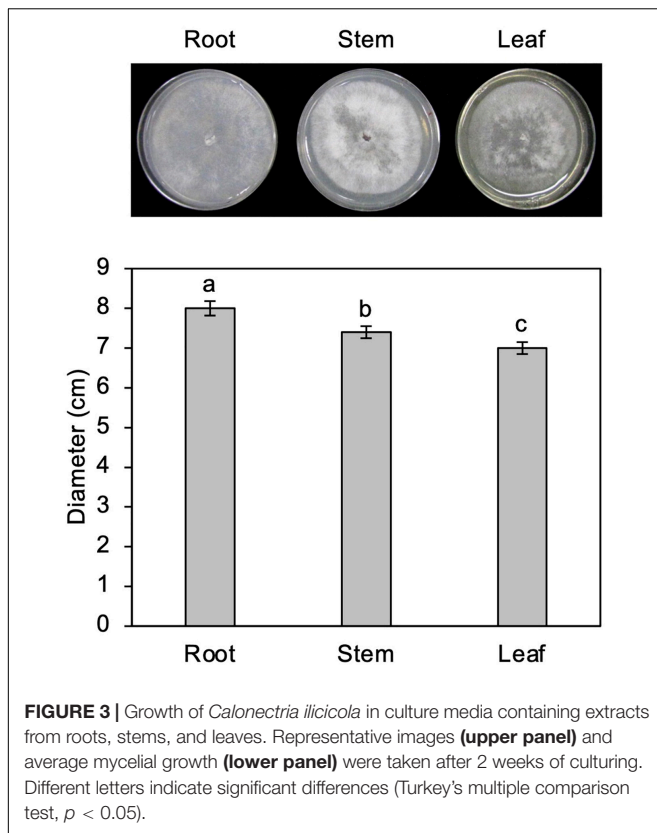 Root Stem Leaf
9
8
7
6
5
4
3
2
1
0
Diameter (cm)
a
b
c
Root Stem Leaf
FIGURE 3 | Growth of Calonectria ilicicola in culture media containing extracts
from roots, stems, and leaves. Representative images (upper panel) and
average mycelial growth (lower panel) were taken after 2 weeks of culturing.
Different letters indicate significant differences (Turkey's multiple comparison
test, p < 0.05).